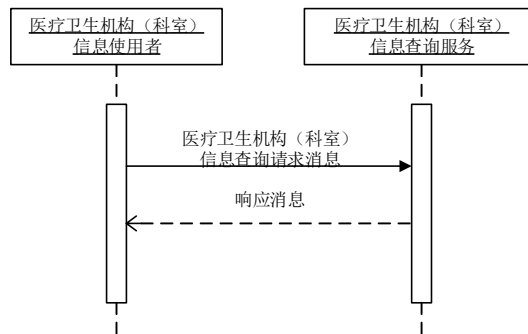 医疗卫生机构（科室）
信息使用者
医疗卫生机构（科室）
信息查询服务
医疗卫生机构（科室）
信息查询请求消息
响应消息